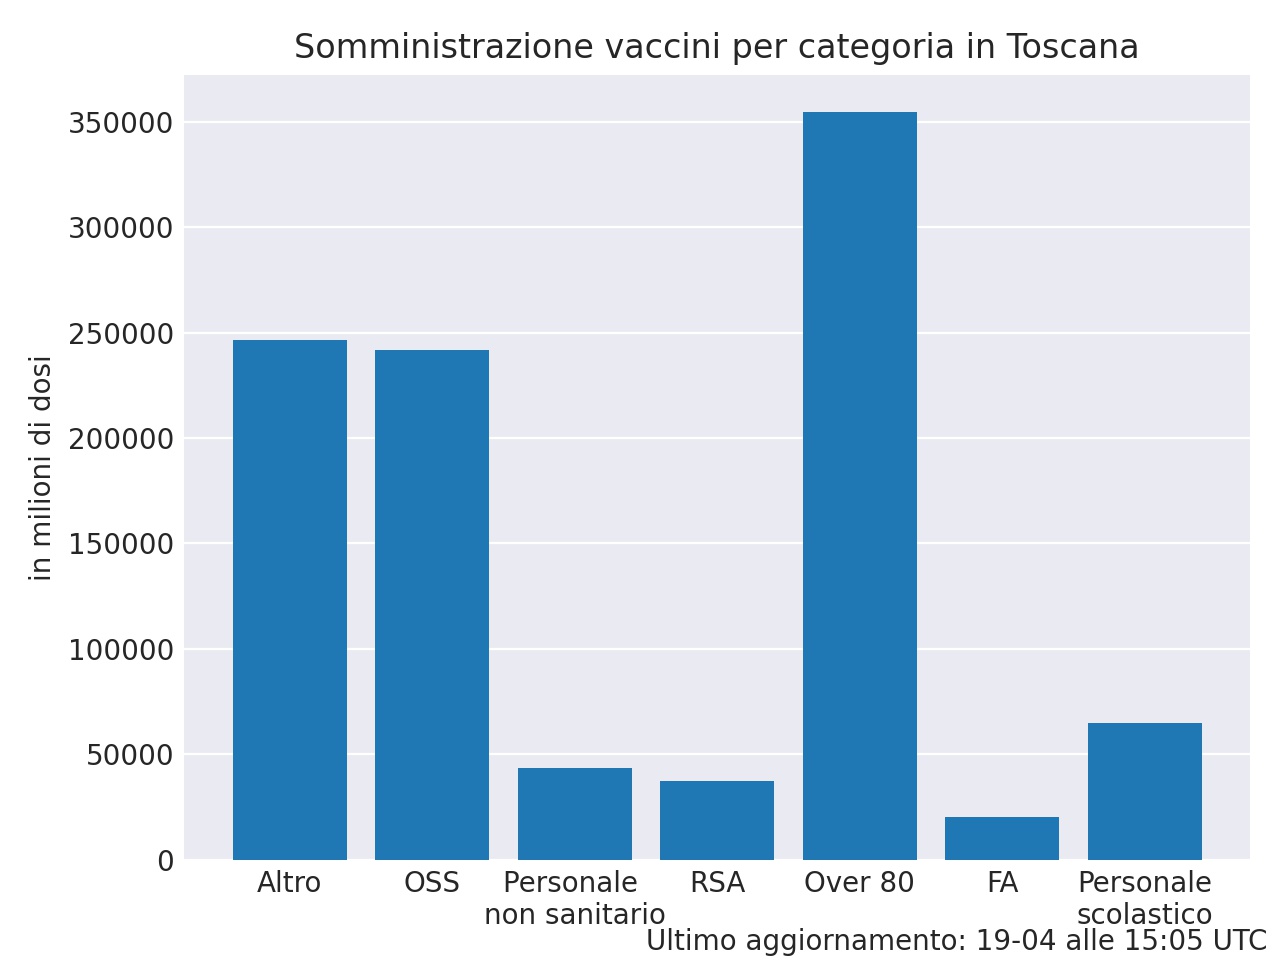 Somministrazione vaccini per categoria in Toscana
in milioni di dosi
350000
300000
250000
200000
150000
100000
50000
0
Altro
OSS
Personale
non sanitario
RSA
Over 80
FA
Personale
scolastico
Ultimo aggiornamento: 19-04 alle 15:05 UTC